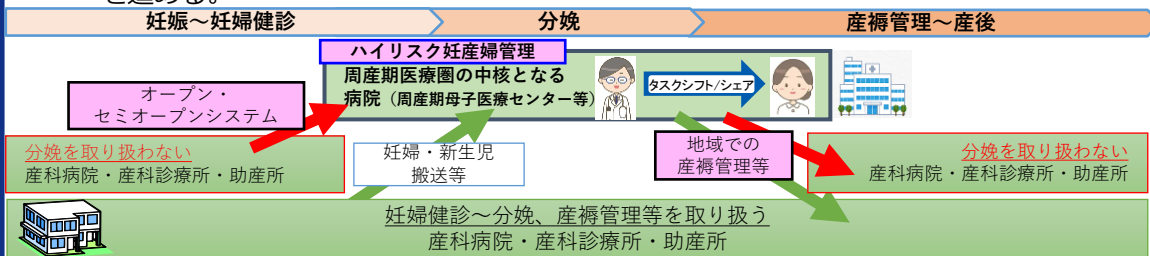 を進める。
妊娠～妊婦健診
分娩
産褥管理～産後
ハイリスク妊産婦管理
周産期医療圏の中核となる
病院（周産期母子医療センター等）
タスクシフト/シェア
オープン・
セミオープンシステム
分娩を取り扱わない
産科病院・産科診療所・助産所
妊婦・新生児
搬送等
地域での
産褥管理等
分娩を取り扱わない
産科病院・産科診療所・助産所
妊婦健診～分娩、産褥管理等を取り扱う
産科病院・産科診療所・助産所